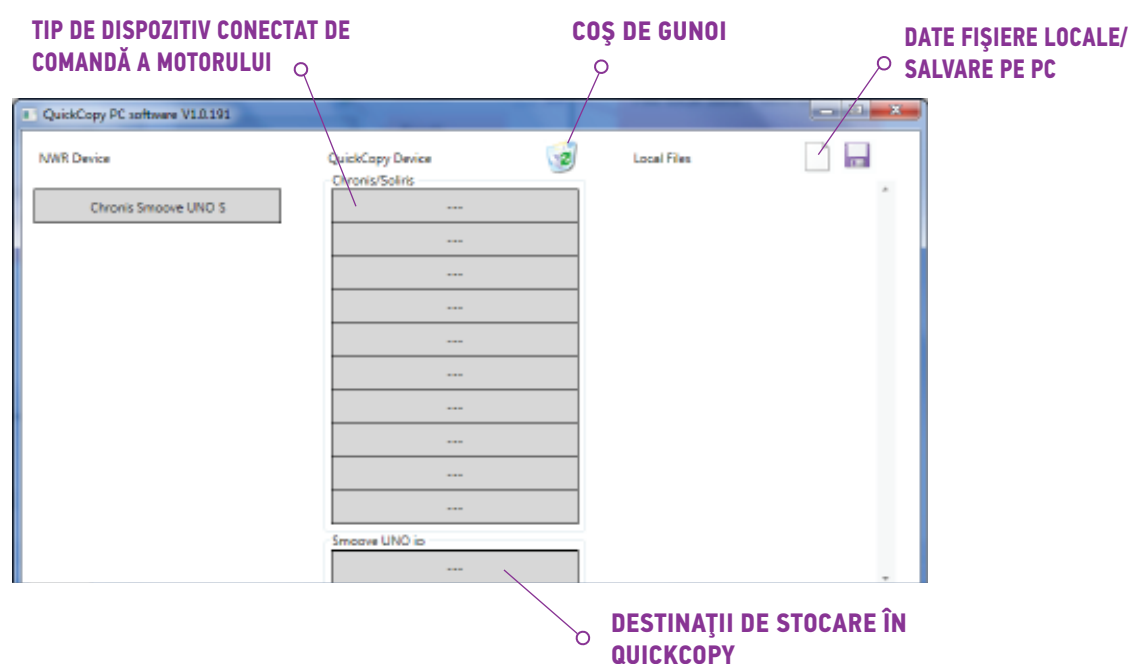 TIP DE DISPOZITIV CONECTAT DE
COMANDĂ A MOTORULUI
COŞ DE GUNOI
DATE FIŞIERE LOCALE/
SALVARE PE PC
QuickCopy PC software V1.0.191
NWR Device
QuickCopy Device
Local Files
Chronis/Soliris
Chronis Smoove UNO S
---
---
---
---
---
---
---
---
---
---
Smoove UNO io
---
DESTINAŢII DE STOCARE ÎN
QUICKCOPY